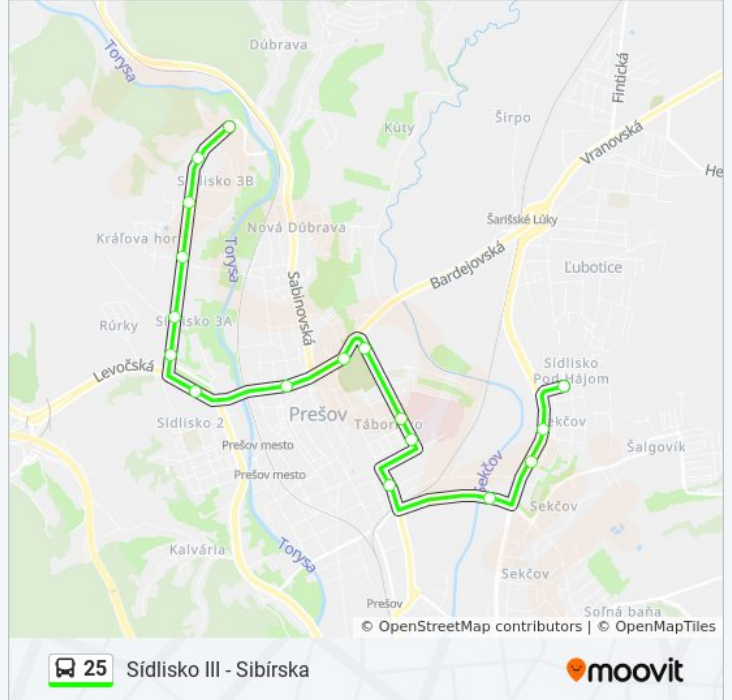 Torysa
Dúbrava
Fintická
Kúty
Širpo
Vranovská
He
Sídlisko 3B
Kráľova hor
Nová Dúbrava
Šarišské Lúky
Torysa
Bardejovská
Ľubotice
Sabinovská
Rúrky
Sídlisko 3A
Levočská
Sídlisko
Pod Hájom
Prešov
Táborisko
Sídlisko 2
Sekčov
Prešov mesto
Šalgovík
Prešov mesto
Sekčov
Sekčov
Kalvária
Torysa
Sekčov
Prešov
Soľná baňa
© OpenStreetMap contributors | © OpenMapTiles
25 Sídlisko III - Sibírska
moovit